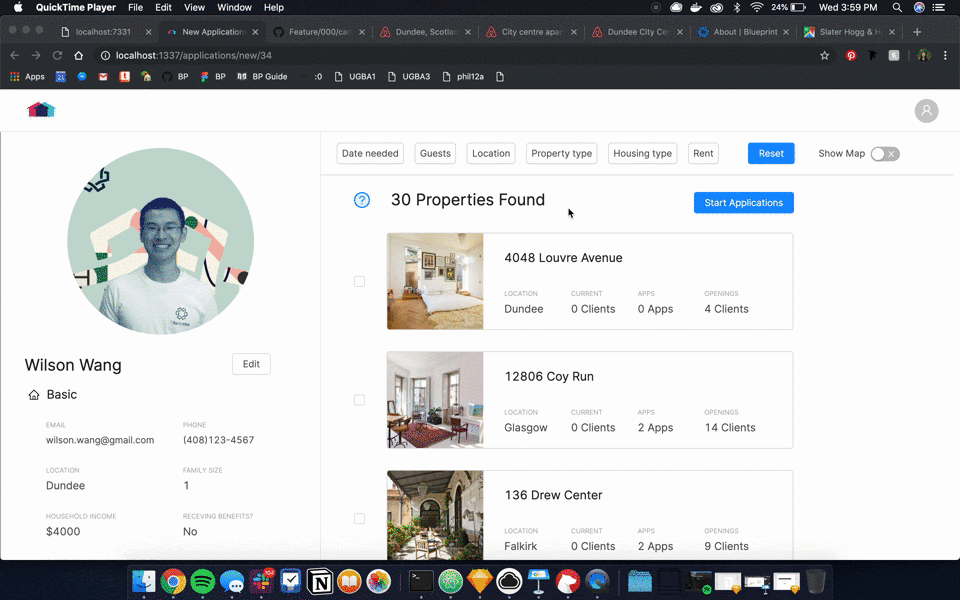 QuickTime Player File Edit View Window Help 24% Wed 3:59 PM
localhost:7331 New Application Feature/000/car Dundee, Scotlan City centre apar Dundee City Cen About | Blueprint Slater Hogg & H
localhost:1337/applications/new/34
Apps BP BP BP Guide :0 UGBA1 UGBA3 phil12a
Date needed Guests Location Property type Housing type Rent Reset Show Map
30 Properties Found Start Applications
4048 Louvre Avenue
LOCATION CURRENT APPS OPENINGS
Dundee 0 Clients 0 Apps 4 Clients
Wilson Wang Edit
Basic
EMAIL PHONE
wilson.wang@gmail.com (408)123-4567
LOCATION FAMILY SIZE
Dundee 1
HOUSEHOLD INCOME RECEVING BENEFITS?
$4000 No
12806 Coy Run
LOCATION CURRENT APPS OPENINGS
Glasgow 0 Clients 2 Apps 14 Clients
136 Drew Center
LOCATION CURRENT APPS OPENINGS
Falkirk 0 Clients 2 Apps 9 Clients